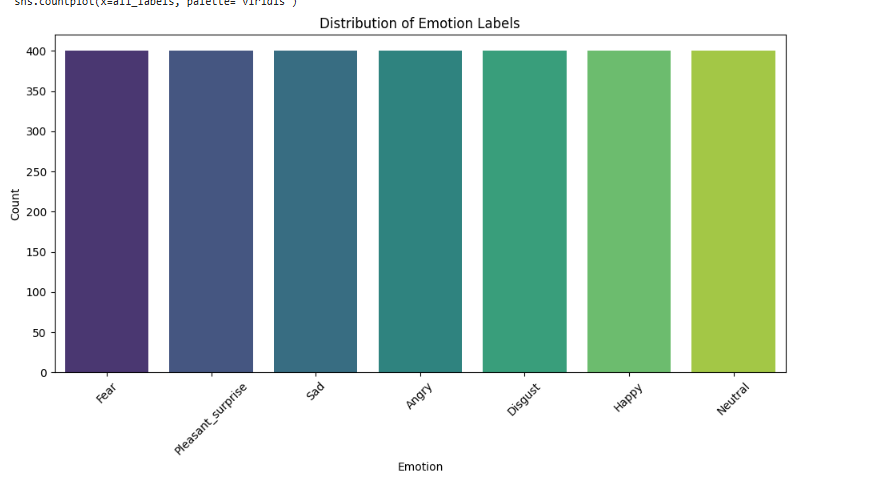 sns.countplot(x=all_labels, palette='viridis')
Distribution of Emotion Labels
400
350
300
250
200
150
100
50
0
Count
Fear
Pleasant_surprise
Sad
Angry
Disgust
Happy
Neutral
Emotion